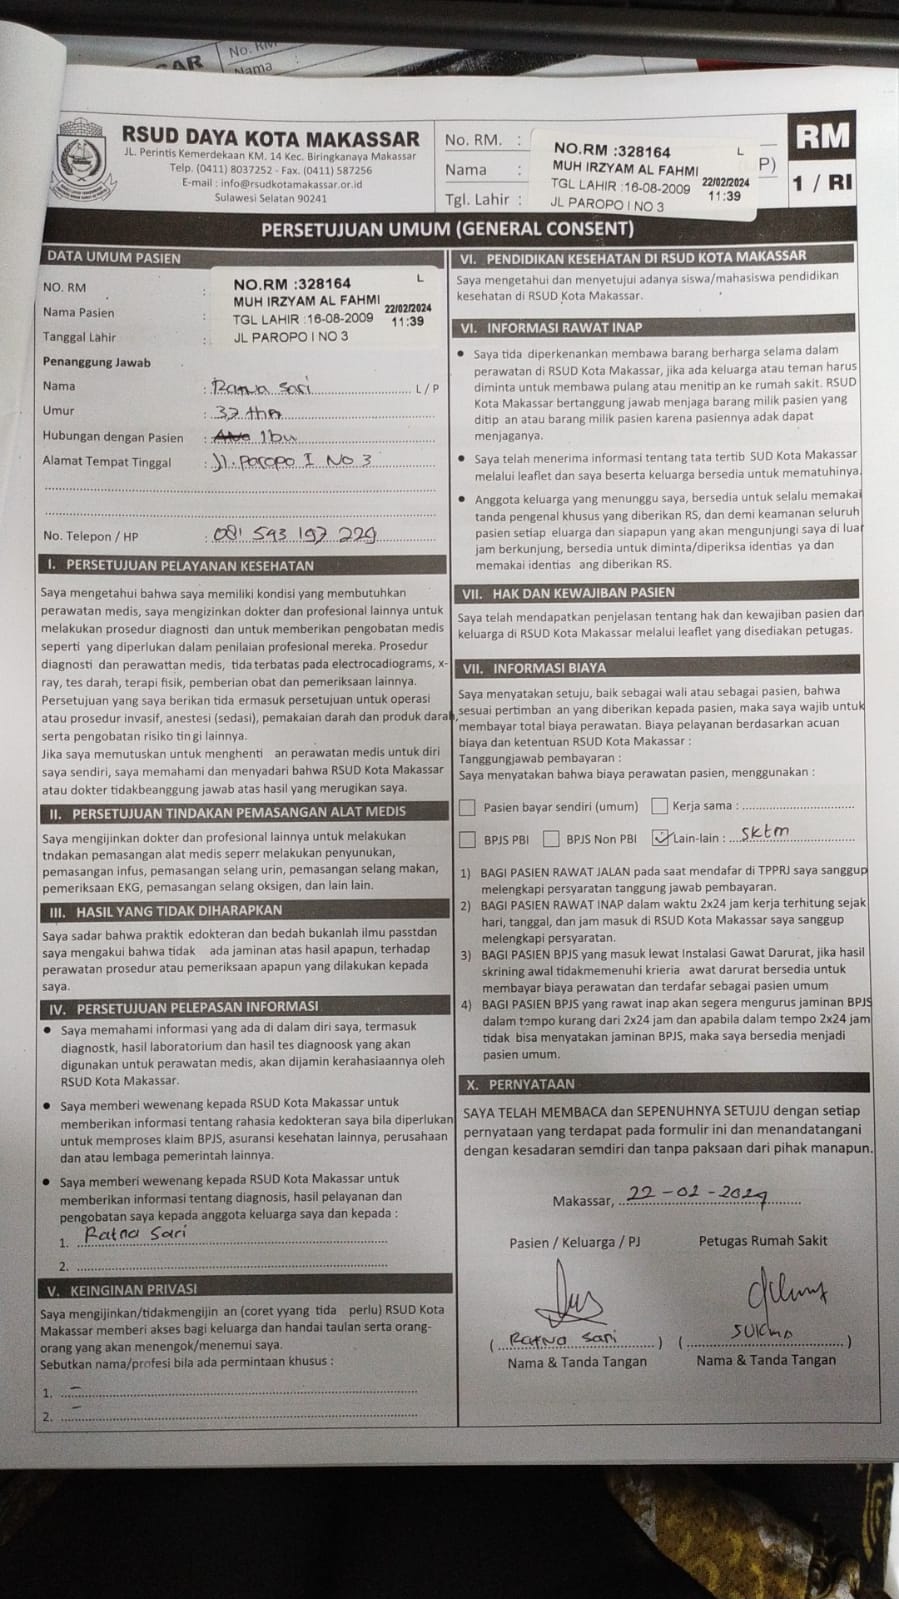 No. RM
Nama
RSUD DAYA KOTA MAKASSAR
JL. Perintis Kemerdekaan KM. 14 Kec. Biringkanaya Makassar
Telp. (0411) 8037252 - Fax. (0411) 587256
E-mail : info@rsudkotamakassar.or.id
Sulawesi Selatan 90241
No. RM. :
Nama :
Tgl. Lahir :
NO.RM :328164 L
MUH IRZYAM AL FAHMI
TGL LAHIR :16-08-2009 22/02/2024
JL PAROPO I NO 3 11:39
P)
RM
1 / RI
PERSETUJUAN UMUM (GENERAL CONSENT)
DATA UMUM PASIEN
NO. RM :
Nama Pasien :
Tanggal Lahir :
NO.RM :328164 L
MUH IRZYAM AL FAHMI
TGL LAHIR :16-08-2009 22/02/2024
JL PAROPO I NO 3 11:39
Penanggung Jawab
Nama : Ratna Sari L / P
Umur : 37 thn
Hubungan dengan Pasien : Ibu
Alamat Tempat Tinggal : Jl. Paropo I No 3
No. Telepon / HP : 081 593 197 229
I. PERSETUJUAN PELAYANAN KESEHATAN
Saya mengetahui bahwa saya memiliki kondisi yang membutuhkan
perawatan medis, saya mengizinkan dokter dan profesional lainnya untuk
melakukan prosedur diagnosti dan untuk memberikan pengobatan medis
seperti yang diperlukan dalam penilaian profesional mereka. Prosedur
diagnosti dan perawattan medis, tida terbatas pada electrocadiograms, x-
ray, tes darah, terapi fisik, pemberian obat dan pemeriksaan lainnya.
Persetujuan yang saya berikan tida ermasuk persetujuan untuk operasi
atau prosedur invasif, anestesi (sedasi), pemakaian darah dan produk darah,
serta pengobatan risiko tin gi lainnya.
Jika saya memutuskan untuk menghenti an perawatan medis untuk diri
saya sendiri, saya memahami dan menyadari bahwa RSUD Kota Makassar
atau dokter tidakbeanggung jawab atas hasil yang merugikan saya.
II. PERSETUJUAN TINDAKAN PEMASANGAN ALAT MEDIS
Saya mengijinkan dokter dan profesional lainnya untuk melakukan
tndakan pemasangan alat medis seperr melakukan penyunukan,
pemasangan infus, pemasangan selang urin, pemasangan selang makan,
pemeriksaan EKG, pemasangan selang oksigen, dan lain lain.
III. HASIL YANG TIDAK DIHARAPKAN
Saya sadar bahwa praktik edokteran dan bedah bukanlah ilmu passtdan
saya mengakui bahwa tidak ada jaminan atas hasil apapun, terhadap
perawatan prosedur atau pemeriksaan apapun yang dilakukan kepada
saya.
IV. PERSETUJUAN PELEPASAN INFORMASI
• Saya memahami informasi yang ada di dalam diri saya, termasuk
diagnostk, hasil laboratorium dan hasil tes diagnoosk yang akan
digunakan untuk perawatan medis, akan dijamin kerahasiaannya oleh
RSUD Kota Makassar.
• Saya memberi wewenang kepada RSUD Kota Makassar untuk
memberikan informasi tentang rahasia kedokteran saya bila diperlukan
untuk memproses klaim BPJS, asuransi kesehatan lainnya, perusahaan
dan atau lembaga pemerintah lainnya.
• Saya memberi wewenang kepada RSUD Kota Makassar untuk
memberikan informasi tentang diagnosis, hasil pelayanan dan
pengobatan saya kepada anggota keluarga saya dan kepada :
1. Ratna Sari
2.
V. KEINGINAN PRIVASI
Saya mengijinkan/tidakmengijin an (coret yyang tida perlu) RSUD Kota
Makassar memberi akses bagi keluarga dan handai taulan serta orang-
orang yang akan menengok/menemui saya.
Sebutkan nama/profesi bila ada permintaan khusus :
1. –
2. –
VI. PENDIDIKAN KESEHATAN DI RSUD KOTA MAKASSAR
Saya mengetahui dan menyetujui adanya siswa/mahasiswa pendidikan
kesehatan di RSUD Kota Makassar.
VI. INFORMASI RAWAT INAP
• Saya tida diperkenankan membawa barang berharga selama dalam
perawatan di RSUD Kota Makassar, jika ada keluarga atau teman harus
diminta untuk membawa pulang atau menitip an ke rumah sakit. RSUD
Kota Makassar bertanggung jawab menjaga barang milik pasien yang
ditip an atau barang milik pasien karena pasiennya adak dapat
menjaganya.
• Saya telah menerima informasi tentang tata tertib SUD Kota Makassar
melalui leaflet dan saya beserta keluarga bersedia untuk mematuhinya.
• Anggota keluarga yang menunggu saya, bersedia untuk selalu memakai
tanda pengenal khusus yang diberikan RS, dan demi keamanan seluruh
pasien setiap eluarga dan siapapun yang akan mengunjungi saya di luar
jam berkunjung, bersedia untuk diminta/diperiksa identias ya dan
memakai identias ang diberikan RS.
VII. HAK DAN KEWAJIBAN PASIEN
Saya telah mendapatkan penjelasan tentang hak dan kewajiban pasien dan
keluarga di RSUD Kota Makassar melalui leaflet yang disediakan petugas.
VII. INFORMASI BIAYA
Saya menyatakan setuju, baik sebagai wali atau sebagai pasien, bahwa
sesuai pertimban an yang diberikan kepada pasien, maka saya wajib untuk
membayar total biaya perawatan. Biaya pelayanan berdasarkan acuan
biaya dan ketentuan RSUD Kota Makassar :
Tanggungjawab pembayaran :
Saya menyatakan bahwa biaya perawatan pasien, menggunakan :
Pasien bayar sendiri (umum) Kerja sama :
BPJS PBI BPJS Non PBI Lain-lain : sktm
1) BAGI PASIEN RAWAT JALAN pada saat mendafar di TPPRJ saya sanggup
melengkapi persyaratan tanggung jawab pembayaran.
2) BAGI PASIEN RAWAT INAP dalam waktu 2x24 jam kerja terhitung sejak
hari, tanggal, dan jam masuk di RSUD Kota Makassar saya sanggup
melengkapi persyaratan.
3) BAGI PASIEN BPJS yang masuk lewat Instalasi Gawat Darurat, jika hasil
skrining awal tidakmemenuhi krieria awat darurat bersedia untuk
membayar biaya perawatan dan terdafar sebagai pasien umum
4) BAGI PASIEN BPJS yang rawat inap akan segera mengurus jaminan BPJS
dalam tempo kurang dari 2x24 jam dan apabila dalam tempo 2x24 jam
tidak bisa menyatakan jaminan BPJS, maka saya bersedia menjadi
pasien umum.
X. PERNYATAAN
SAYA TELAH MEMBACA dan SEPENUHNYA SETUJU dengan setiap
pernyataan yang terdapat pada formulir ini dan menandatangani
dengan kesadaran semdiri dan tanpa paksaan dari pihak manapun.
Makassar, 22 - 02 - 2024
Pasien / Keluarga / PJ Petugas Rumah Sakit
( Ratna Sari ) ( )
Nama & Tanda Tangan Nama & Tanda Tangan